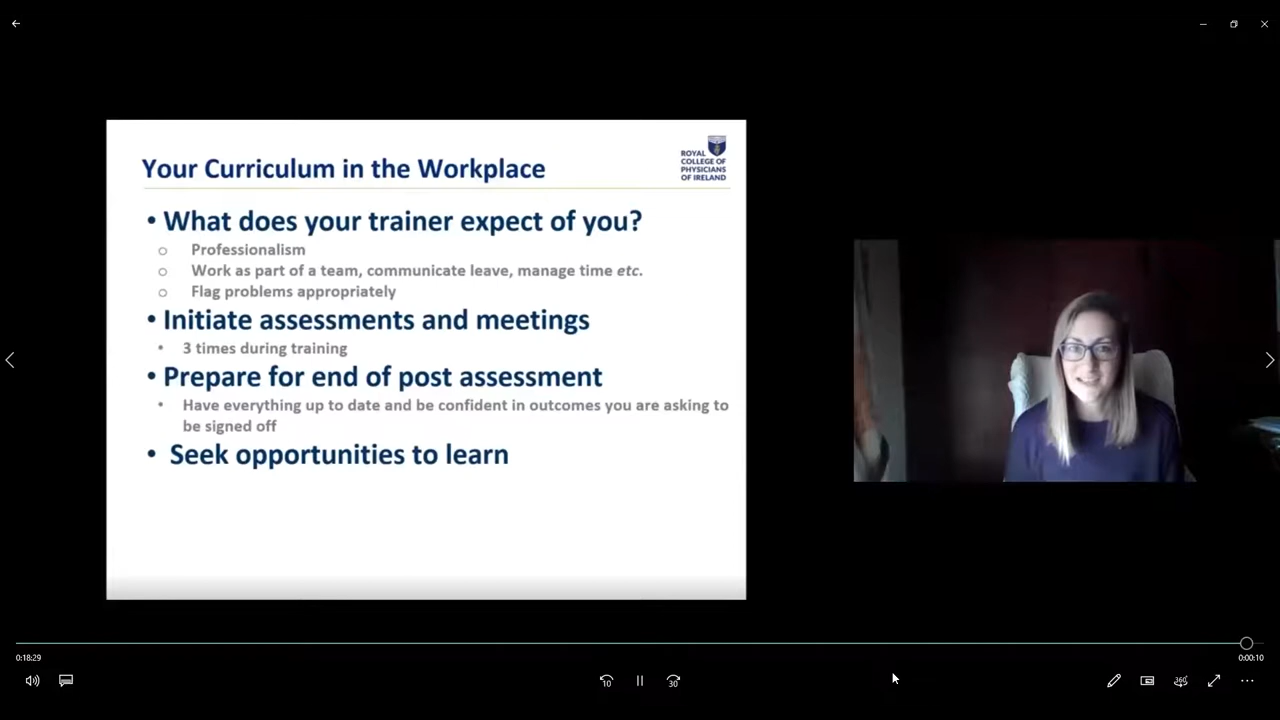 Your Curriculum in the Workplace
ROYAL
COLLEGE OF
PHYSICIANS
OF IRELAND
• What does your trainer expect of you?
o Professionalism
o Work as part of a team, communicate leave, manage time etc.
o Flag problems appropriately
• Initiate assessments and meetings
• 3 times during training
• Prepare for end of post assessment
• Have everything up to date and be confident in outcomes you are asking to
be signed off
• Seek opportunities to learn
0:18:29
0:00:10
10
30
360